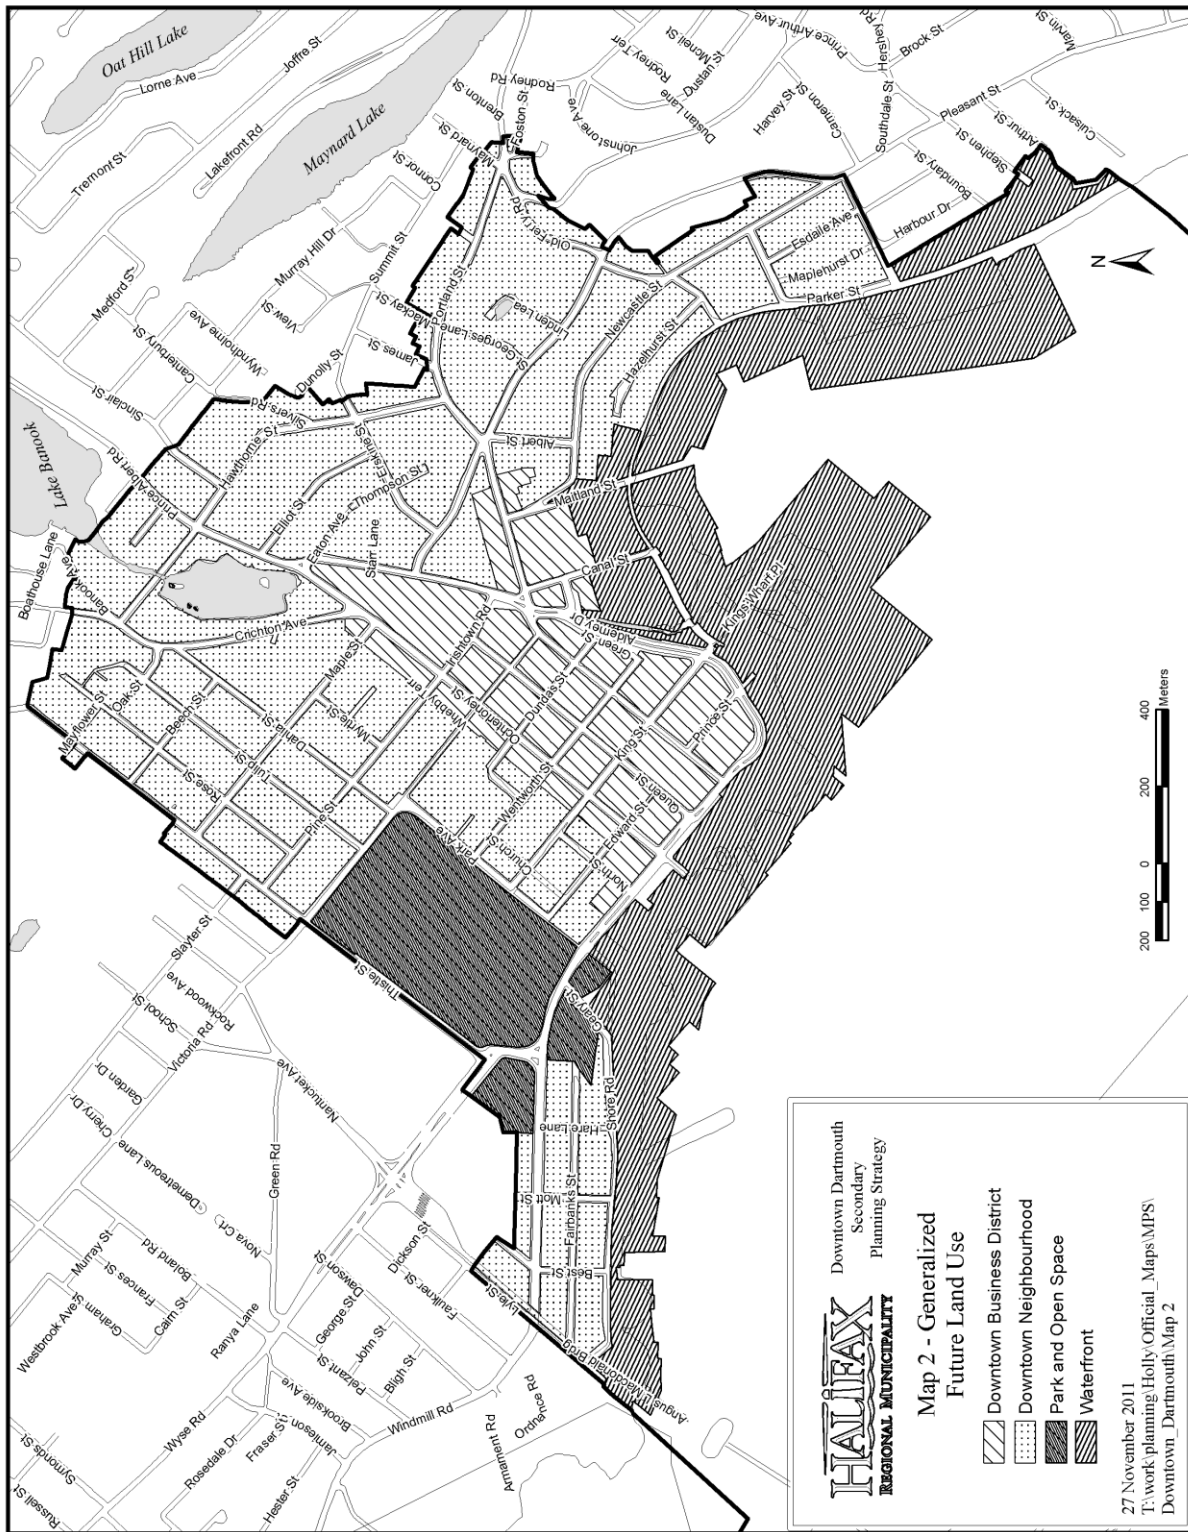 Oat Hill Lake
Lorne Ave
Joffre St
Tremont St
Lakefront Rd
Maynard Lake
Brenton St
Rodney Rd
Boston St
Maynard St
Connor St
Johnstone Ave
Rodney Terr
Mcneil St
Dustan St
Dustan Lane
Prince Arthur Ave
Hershey Rd
Brock St
Marvin St
Harvey St
Cameron St
Southdale St
Pleasant St
Cusack St
Arthur St
Stephen St
Boundary St
Harbour Dr
Esdaile Ave
Maplehurst Dr
Parker St
Old Ferry Rd
Newcastle St
Hazelhurst St
Linden Lea
St Georges Lane
Portland St
Mackay St
Summit St
Murray Hill Dr
View St
James St
Dunolly St
Wyndholme Ave
Canterbury St
Medford St
Sinclair St
Silvers Rd
Hawthorne St
Prince Albert Rd
Lake Banook
Boathouse Lane
Banook Ave
Elliot St
Eaton Ave
Erskine St
Thompson St
Starr Lane
Albert St
Maitland St
Canal St
Kings Wharf Pl
Alderney Dr
Green St
Irishtown Rd
Crichton Ave
Maple St
Whebby Terr
Ochterloney St
Dundas St
Wentworth St
King St
Prince St
Queen St
Edward St
North St
Church St
Park Ave
Myrtle St
Dahlia St
Tulip St
Pine St
Rose St
Beech St
Oak St
Mayflower St
Thistle St
Geary St
Shore Rd
Hare Lane
Fairbanks St
Mott St
Best St
Lyle St
Angus L Macdonald Brdg
Slayter St
School St
Rockwood Ave
Victoria Rd
Nantucket Ave
Garden Dr
Cherry Dr
Demetreous Lane
Green Rd
Nova Crt
Boland Rd
Murray St
Frances St
Cairn St
Graham St
Westbrook Ave
Ranya Lane
Dawson St
Dickson St
Faulkner St
George St
John St
Pelzant St
Bligh St
Brookside Ave
Jamieson St
Fraser St
Windmill Rd
Wyse Rd
Rosedale Dr
Hester St
Symonds St
Russell St
Armament Rd
Ordnance Rd
N
200 100 0 200 400
Meters
HALIFAX
REGIONAL MUNICIPALITY
Downtown Dartmouth
Secondary
Planning Strategy
Map 2 - Generalized
Future Land Use
Downtown Business District
Downtown Neighbourhood
Park and Open Space
Waterfront
27 November 2011
T:\work\planning\Holly\Official_Maps\MPS\
Downtown_Dartmouth\Map 2